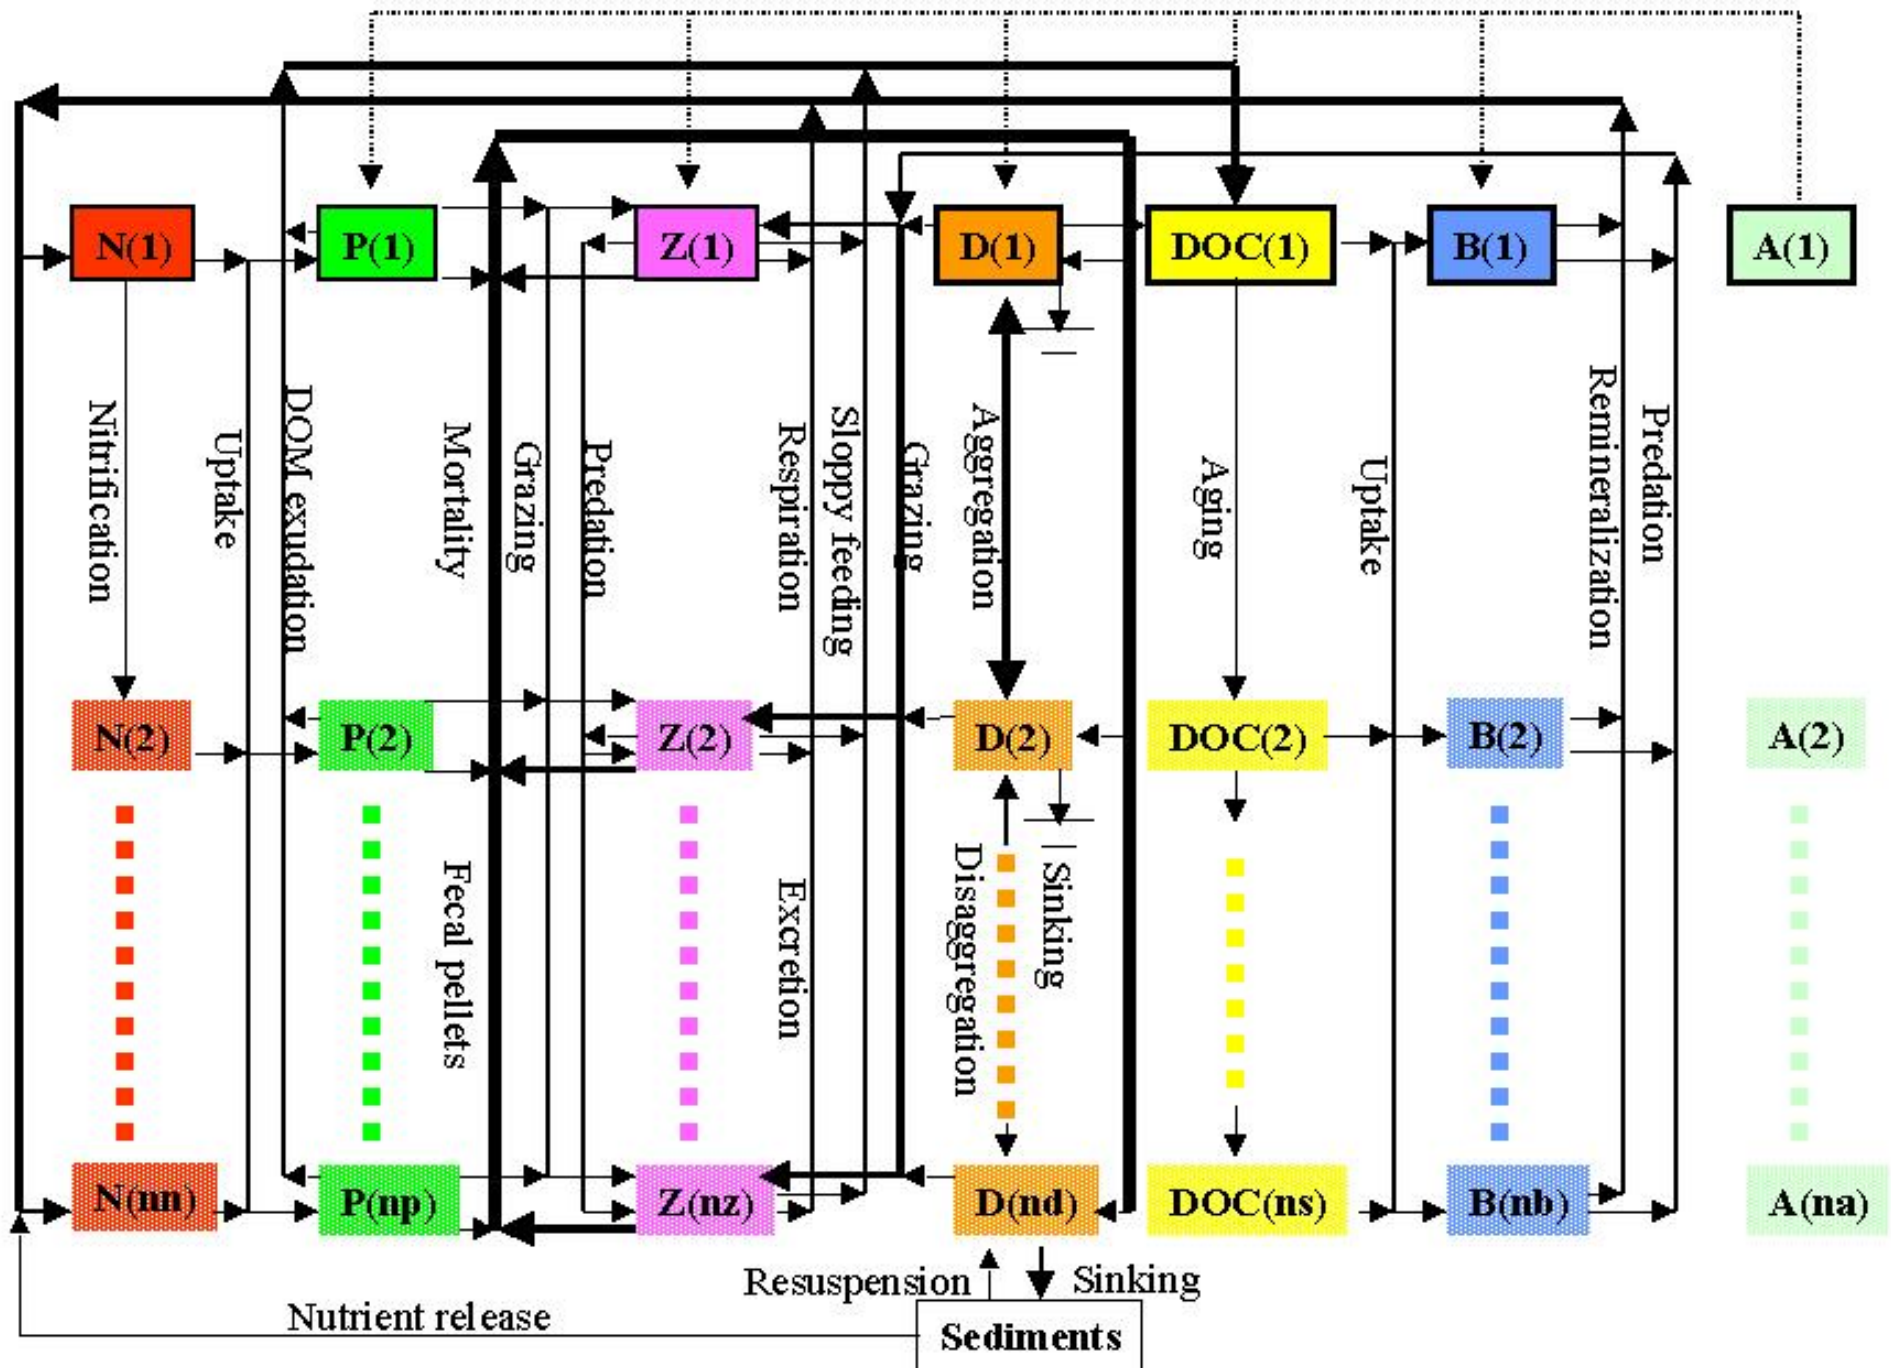 N(1)
P(1)
Z(1)
D(1)
DOC(1)
B(1)
A(1)
Nitrification
Uptake
DOM exudation
Mortality
Grazing
Predation
Respiration
Sloppy feeding
Grazing
Aggregation
Aging
Uptake
Remineralization
Predation
N(2)
P(2)
Z(2)
D(2)
DOC(2)
B(2)
A(2)
Fecal pellets
Excretion
Disaggregation
Sinking
N(nn)
P(np)
Z(nz)
D(nd)
DOC(ns)
B(nb)
A(na)
Resuspension
Sinking
Nutrient release
Sediments